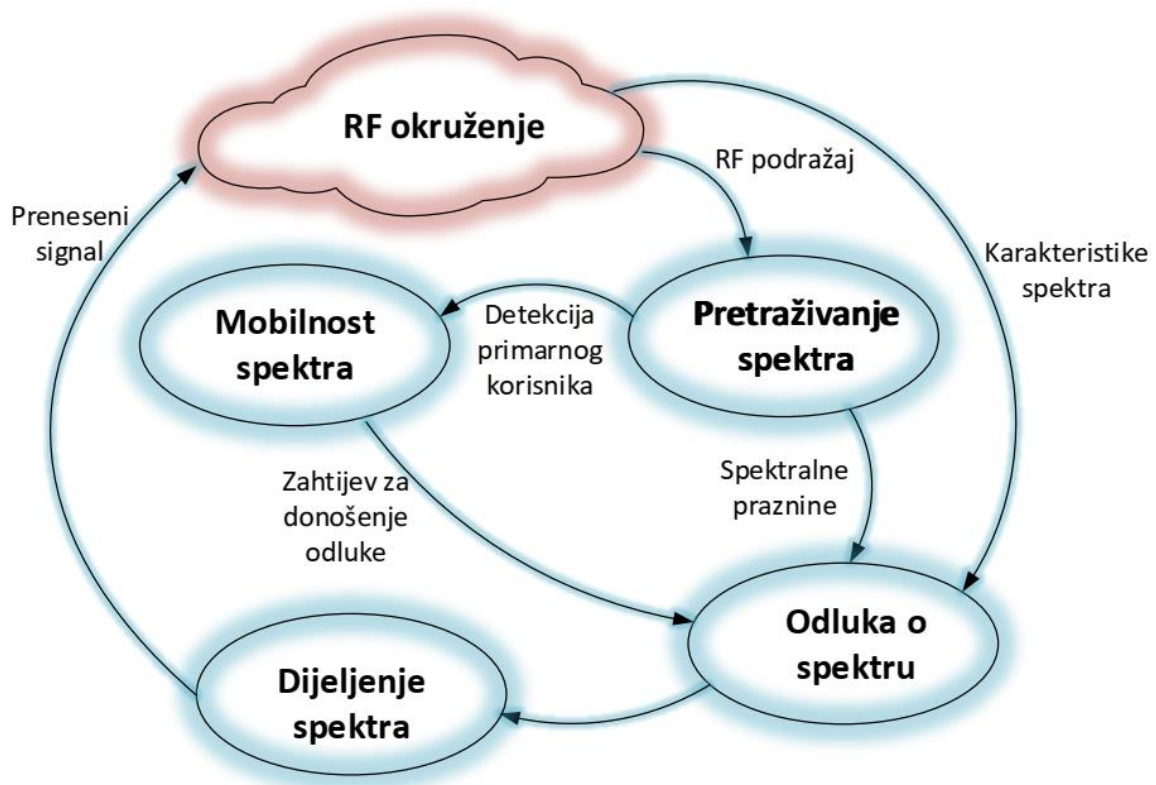 RF okruženje
RF podražaj
Preneseni
signal
Karakteristike
spektra
Mobilnost
spektra
Detekcija
primarnog
korisnika
Pretraživanje
spektra
Zahtijev za
donošenje
odluke
Spektralne
praznine
Odluka o
spektru
Dijeljenje
spektra